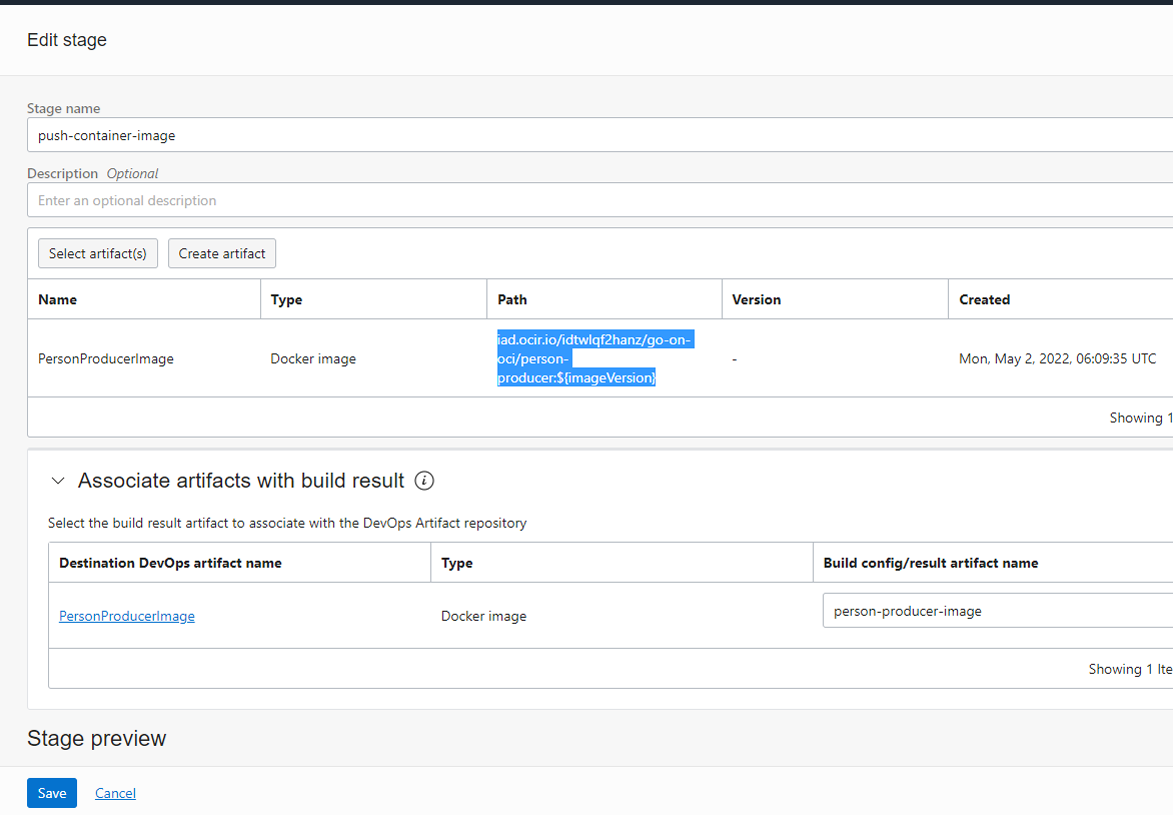 Edit stage
Stage name
push-container-image
Description Optional
Enter an optional description
Select artifact(s) Create artifact
Name Type Path Version Created
PersonProducerImage Docker image iad.ocir.io/idtwlqf2hanz/go-on- - Mon, May 2, 2022, 06:09:35 UTC
oci/person-
producer:${imageVersion}
Showing 1
Associate artifacts with build result i
Select the build result artifact to associate with the DevOps Artifact repository
Destination DevOps artifact name Type Build config/result artifact name
PersonProducerImage Docker image person-producer-image
Showing 1 Ite
Stage preview
Save Cancel